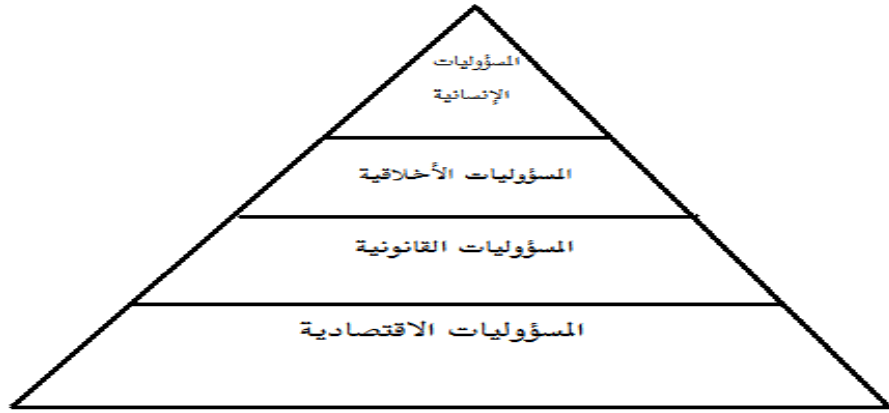 المسؤوليات
الإنسانية
المسؤوليات الأخلاقية
المسؤوليات القانونية
المسؤوليات الاقتصادية